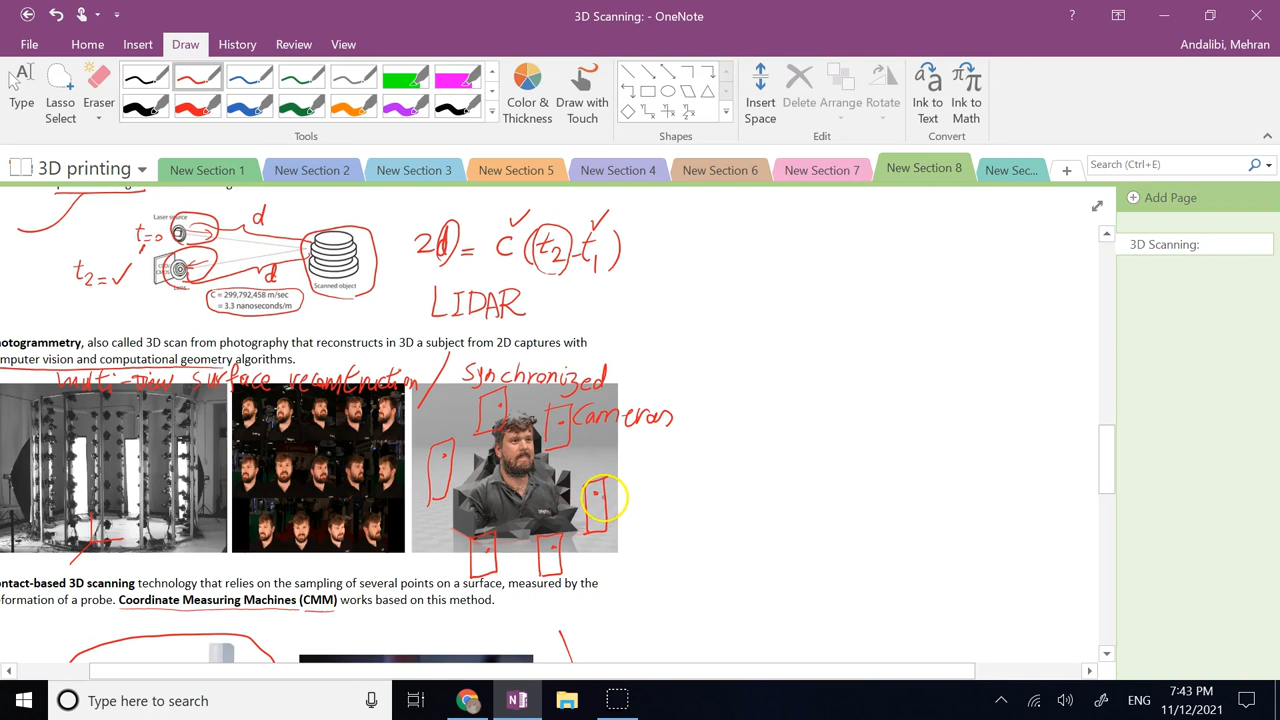 3D Scanning: - OneNote
?
File
Home
Insert
Draw
History
Review
View
Andalibi, Mehran
Type
Lasso
Select
Eraser
Color &
Thickness
Draw with
Touch
Insert
Space
Delete
Arrange
Rotate
Ink to
Text
Ink to
Math
Tools
Shapes
Edit
Convert
3D printing
New Section 1
New Section 2
New Section 3
New Section 4
New Section 5
New Section 6
New Section 7
New Section 8
New Sec...
Search (Ctrl+E)
Add Page
3D Scanning:
Laser source
t=0
d
t2=✓
d
Lens
Scanned object
C = 299,792,458 m/sec
= 3.3 nanoseconds/m
2d = C (t2 - t1)
LIDAR
hotogrammetry, also called 3D scan from photography that reconstructs in 3D a subject from 2D captures with
mputer vision and computational geometry algorithms.
multi-view surface reconstruction / synchronized
Cameras
ontact-based 3D scanning technology that relies on the sampling of several points on a surface, measured by the
eformation of a probe. Coordinate Measuring Machines (CMM) works based on this method.
Type here to search
ENG
7:43 PM
11/12/2021